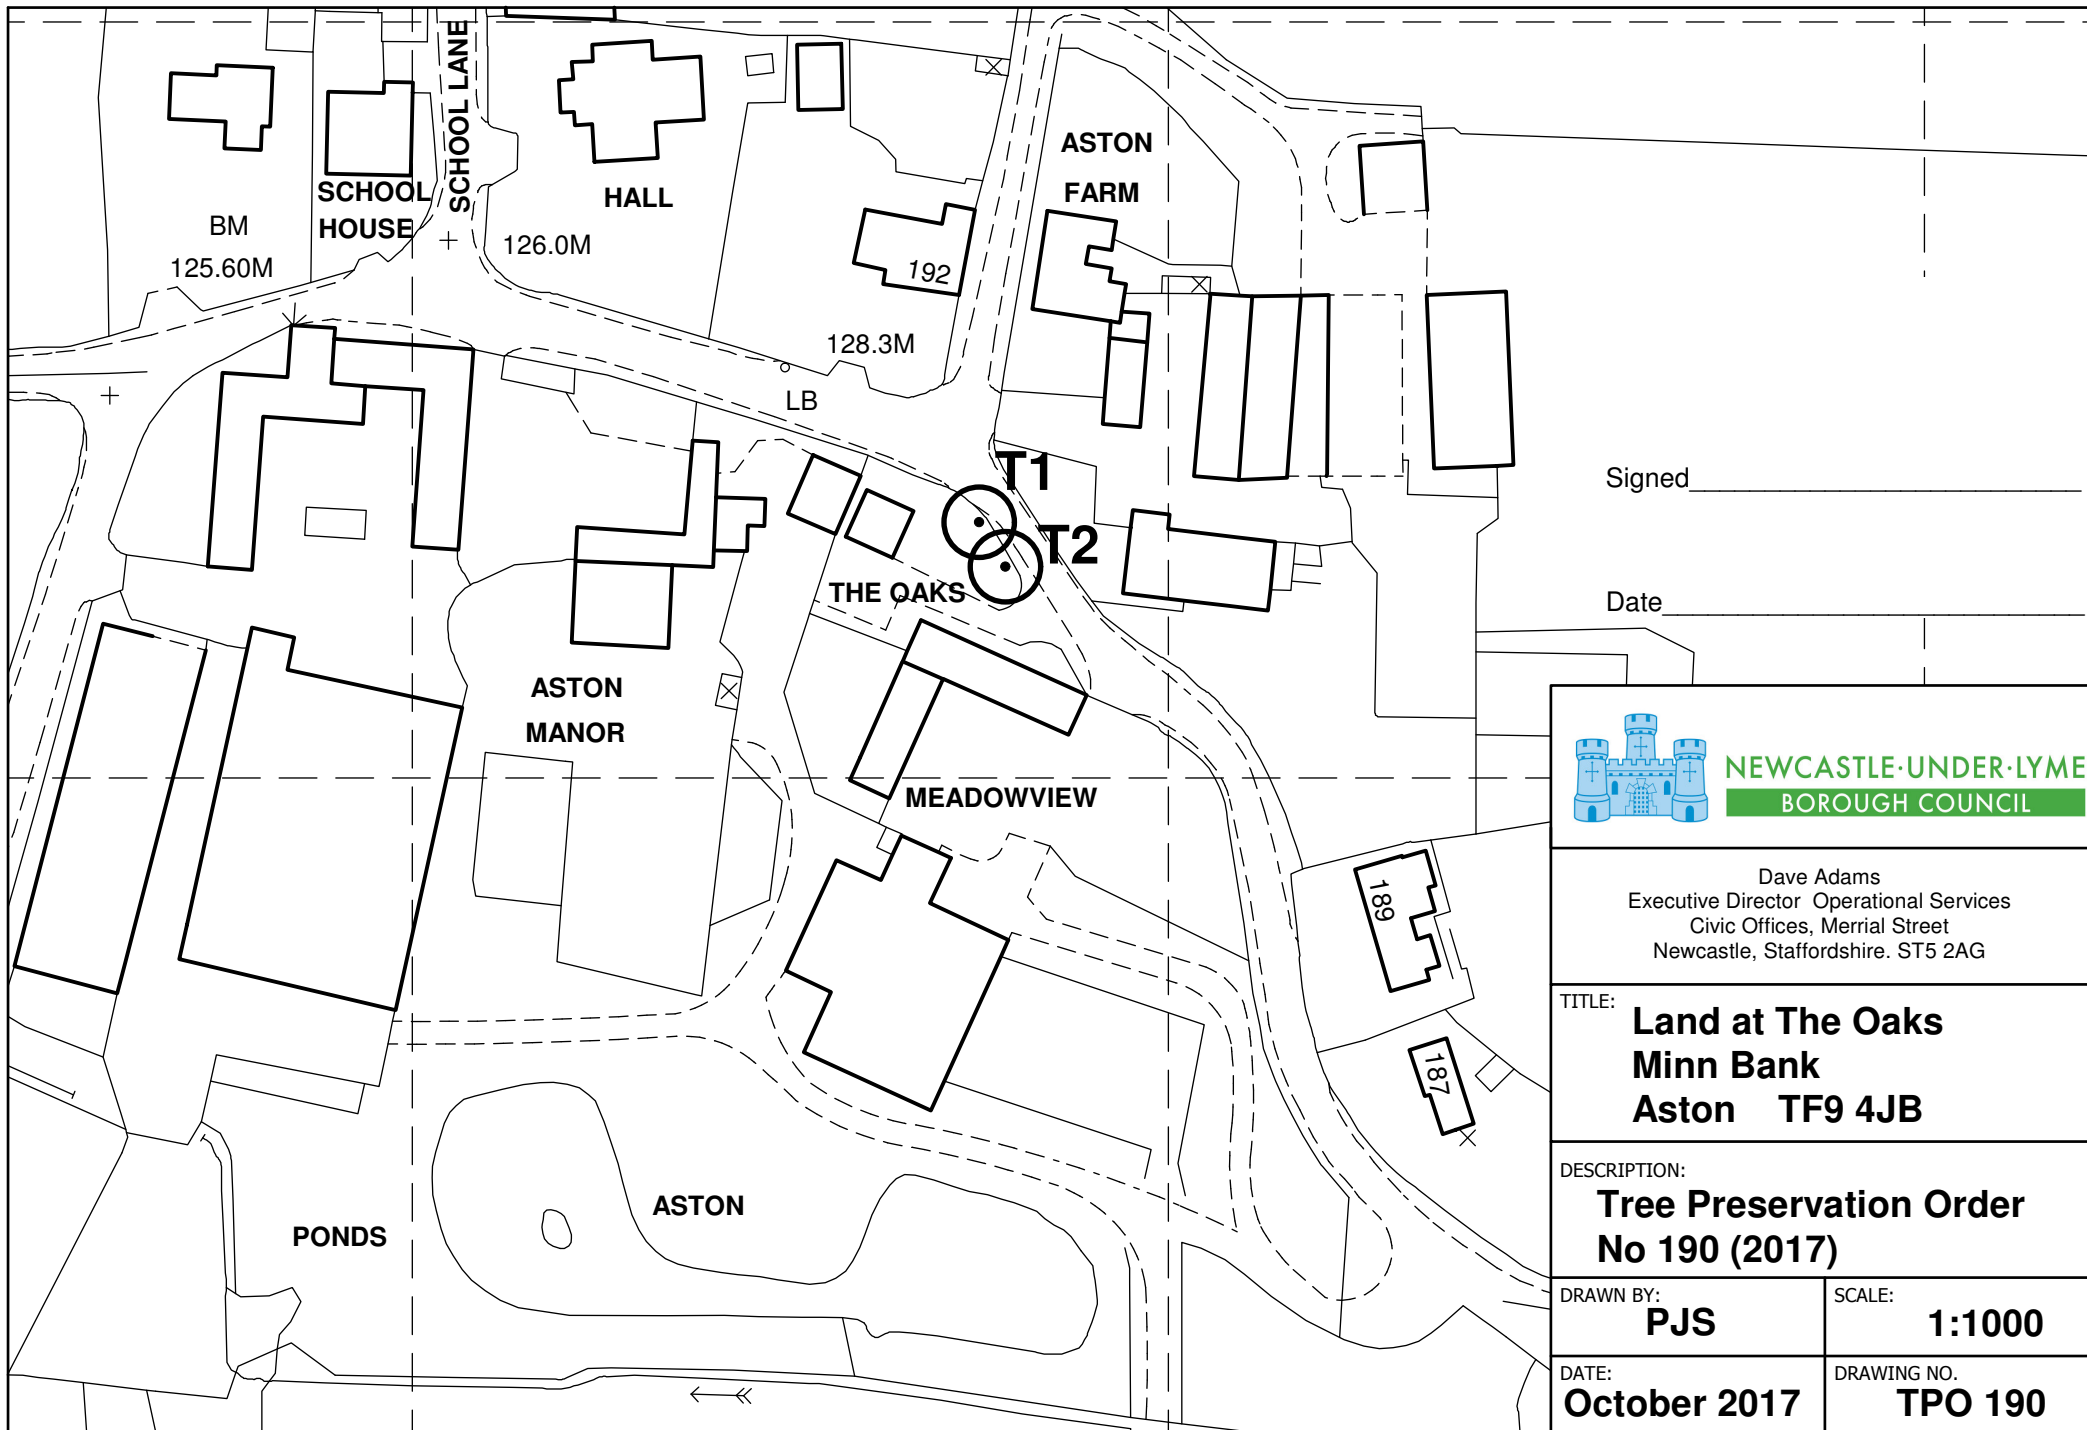 SCHOOL LANE
ASTON
FARM
SCHOOL
HOUSE
HALL
BM
125.60M
126.0M
192
128.3M
LB
T1
T2
Signed
Date
THE OAKS
ASTON
MANOR
MEADOWVIEW
189
187
PONDS
ASTON
NEWCASTLE·UNDER·LYME
BOROUGH COUNCIL
Dave Adams
Executive Director Operational Services
Civic Offices, Merrial Street
Newcastle, Staffordshire. ST5 2AG
TITLE:
Land at The Oaks
Minn Bank
Aston TF9 4JB
DESCRIPTION:
Tree Preservation Order
No 190 (2017)
DRAWN BY:
PJS
SCALE:
1:1000
DATE:
October 2017
DRAWING NO.
TPO 190